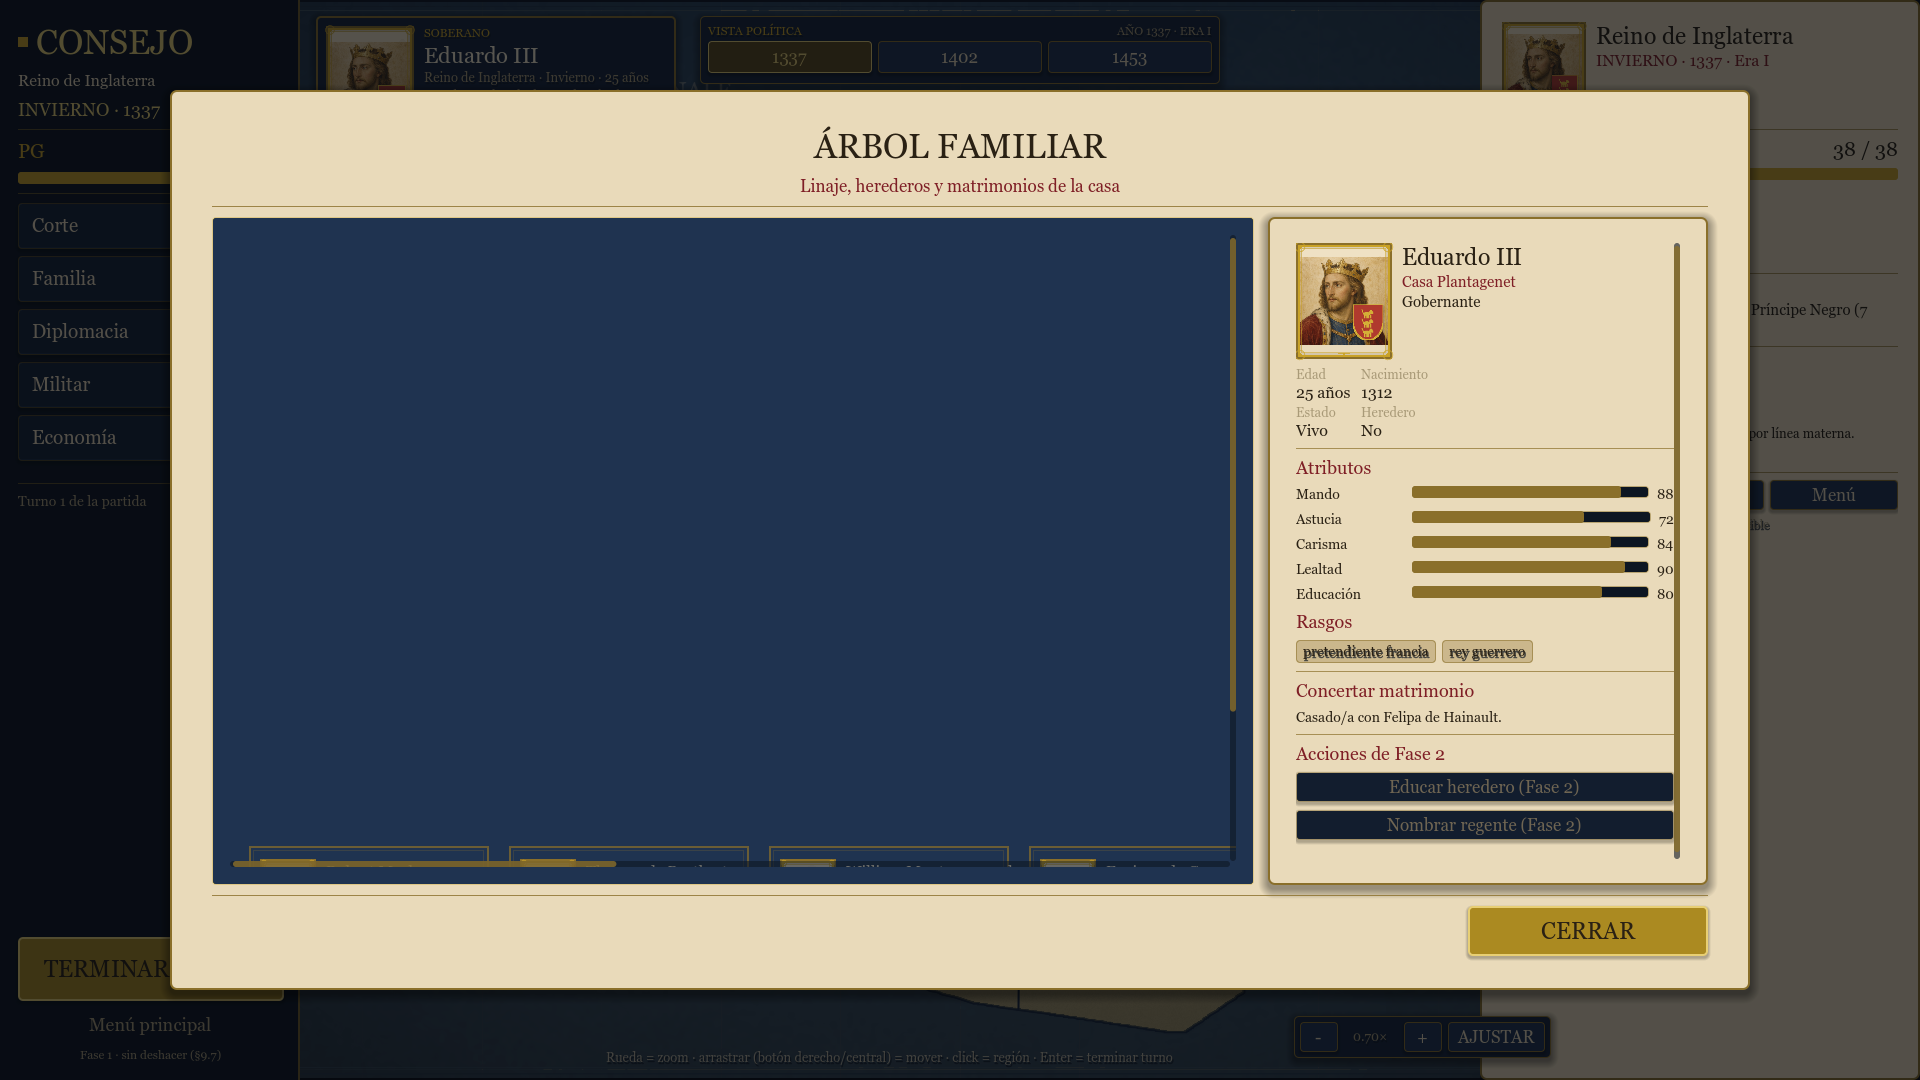 CONSEJO
Reino de Inglaterra
INVIERNO · 1337
PG
Corte
Familia
Diplomacia
Militar
Economía
Turno 1 de la partida
TERMINAR
Menú principal
Fase 1 · sin deshacer (§9.7)
SOBERANO
Eduardo III
Reino de Inglaterra · Invierno · 25 años
VISTA POLÍTICA
AÑO 1337 · ERA I
1337
1402
1453
Reino de Inglaterra
INVIERNO · 1337 · Era I
38 / 38
Príncipe Negro (7
por línea materna.
Menú
ÁRBOL FAMILIAR
Linaje, herederos y matrimonios de la casa
Eduardo III
Casa Plantagenet
Gobernante
Edad Nacimiento
25 años 1312
Estado Heredero
Vivo No
Atributos
Mando 88
Astucia 72
Carisma 84
Lealtad 90
Educación 80
Rasgos
pretendiente francia rey guerrero
Concertar matrimonio
Casado/a con Felipa de Hainault.
Acciones de Fase 2
Educar heredero (Fase 2)
Nombrar regente (Fase 2)
CERRAR
Rueda = zoom · arrastrar (botón derecho/central) = mover · click = región · Enter = terminar turno
- 0.70× + AJUSTAR